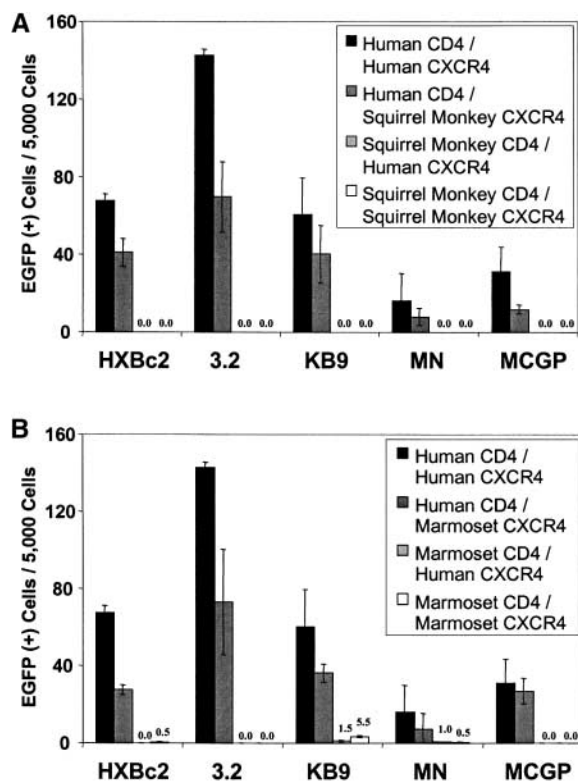 A
160
120
80
40
0
EGFP (+) Cells / 5,000 Cells
Human CD4 /
Human CXCR4
Human CD4 /
Squirrel Monkey CXCR4
Squirrel Monkey CD4 /
Human CXCR4
Squirrel Monkey CD4 /
Squirrel Monkey CXCR4
0.0 0.0 0.0 0.0 0.0 0.0 0.0 0.0 0.0 0.0
HXBc2 3.2 KB9 MN MCGP
B
160
120
80
40
0
EGFP (+) Cells / 5,000 Cells
Human CD4 /
Human CXCR4
Human CD4 /
Marmoset CXCR4
Marmoset CD4 /
Human CXCR4
Marmoset CD4 /
Marmoset CXCR4
0.0 0.5 0.0 0.0 1.5 5.5 1.0 0.5 0.0 0.0
HXBc2 3.2 KB9 MN MCGP